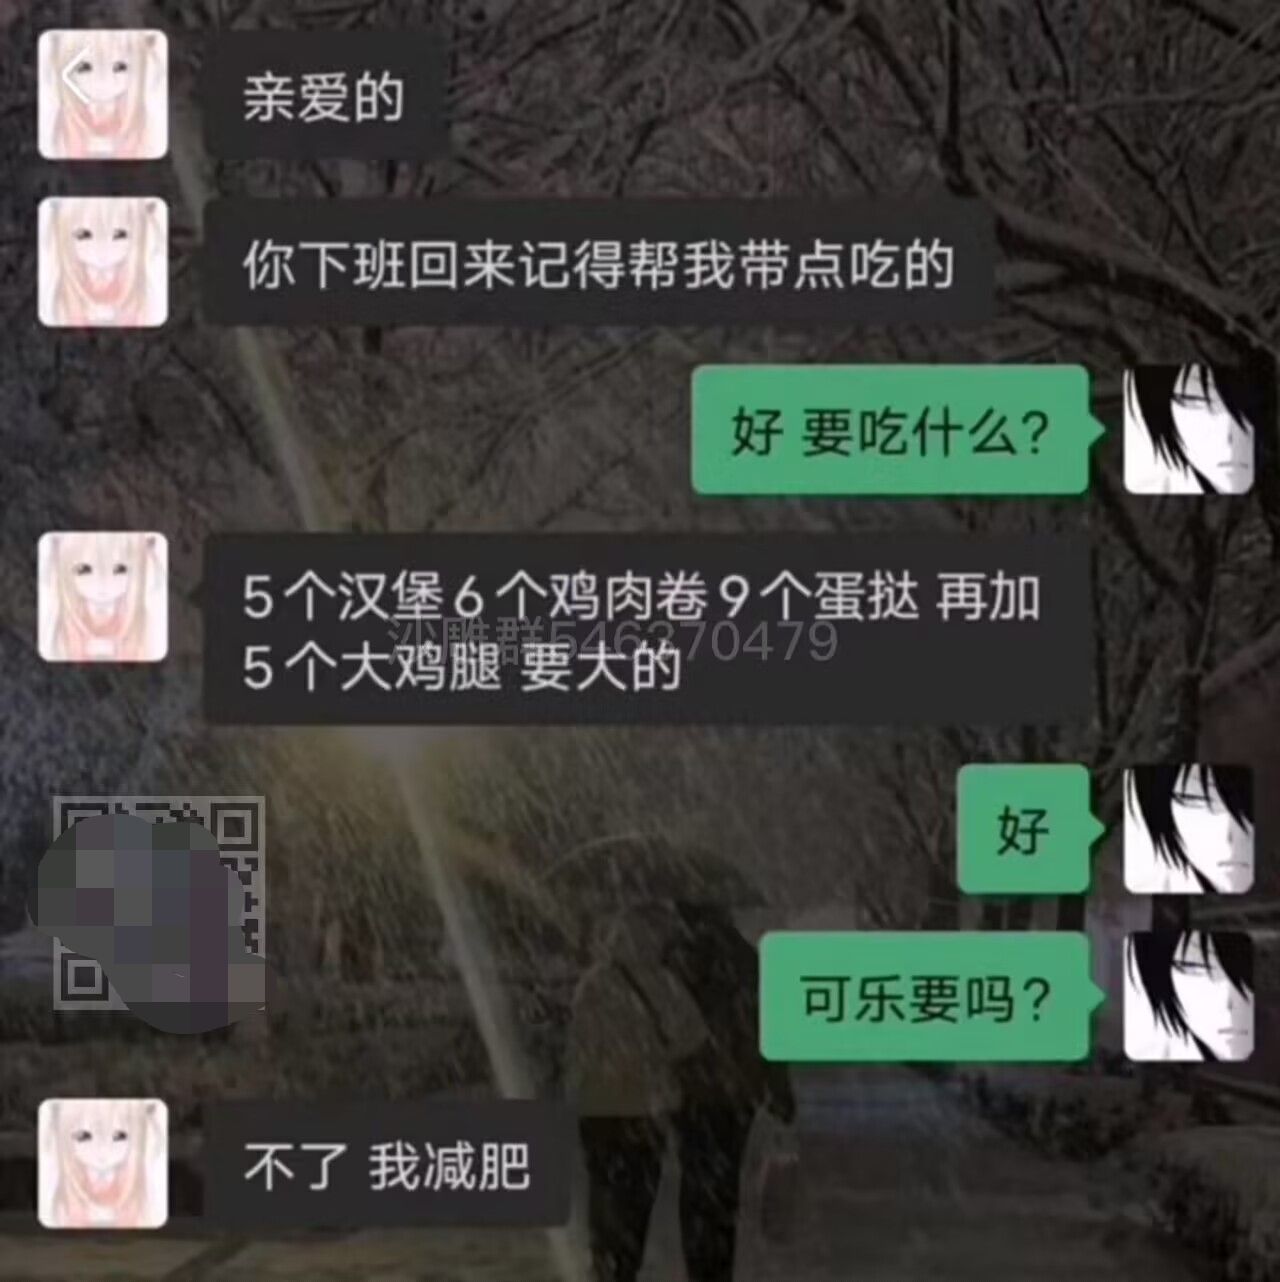 亲爱的
你下班回来记得帮我带点吃的
好 要吃什么?
5个汉堡6个鸡肉卷9个蛋挞 再加
5个大鸡腿 要大的
沙雕群546370479
好
可乐要吗?
不了 我减肥